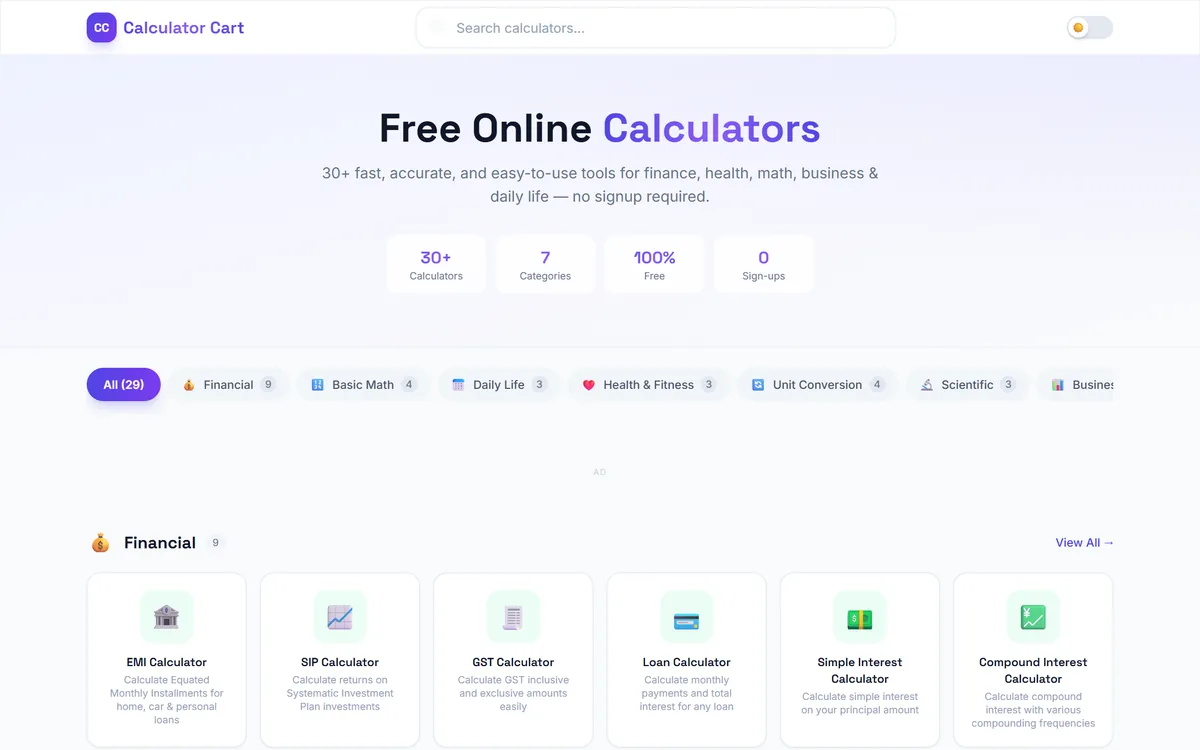 CC Calculator Cart
Search calculators...
Free Online Calculators
30+ fast, accurate, and easy-to-use tools for finance, health, math, business &
daily life — no signup required.
30+ 7 100% 0
Calculators Categories Free Sign-ups
All (29) Financial 9 Basic Math 4 Daily Life 3 Health & Fitness 3 Unit Conversion 4 Scientific 3 Busines
AD
Financial 9 View All →
EMI Calculator
Calculate Equated
Monthly Installments for
home, car & personal
loans
SIP Calculator
Calculate returns on
Systematic Investment
Plan investments
GST Calculator
Calculate GST inclusive
and exclusive amounts
easily
Loan Calculator
Calculate monthly
payments and total
interest for any loan
Simple Interest
Calculator
Calculate simple interest
on your principal amount
Compound Interest
Calculator
Calculate compound
interest with various
compounding frequencies